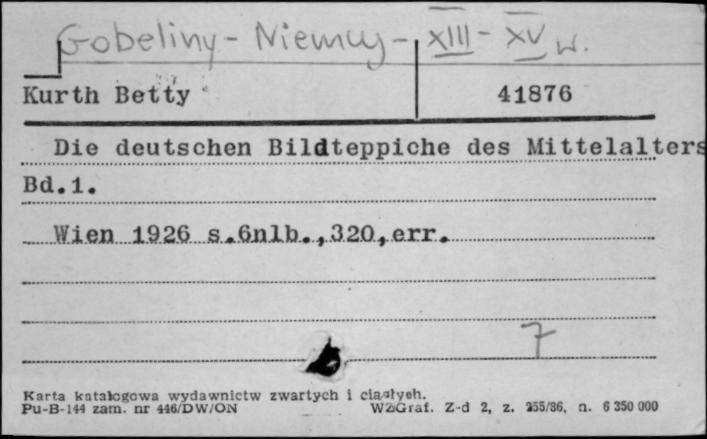 Gobeliny - Niemcy - XIII - XV w.
Kurth Betty 41876
Die deutschen Bildteppiche des Mittelalters
Bd.1.
Wien 1926 s.6nlb.,320,err.
7
Karta katalogowa wydawnictw zwartych i ciągłych.
Pu-B-144 zam. nr 446/DW/ON WZGraf. Z-d 2, z. 255/86, n. 6 350 000